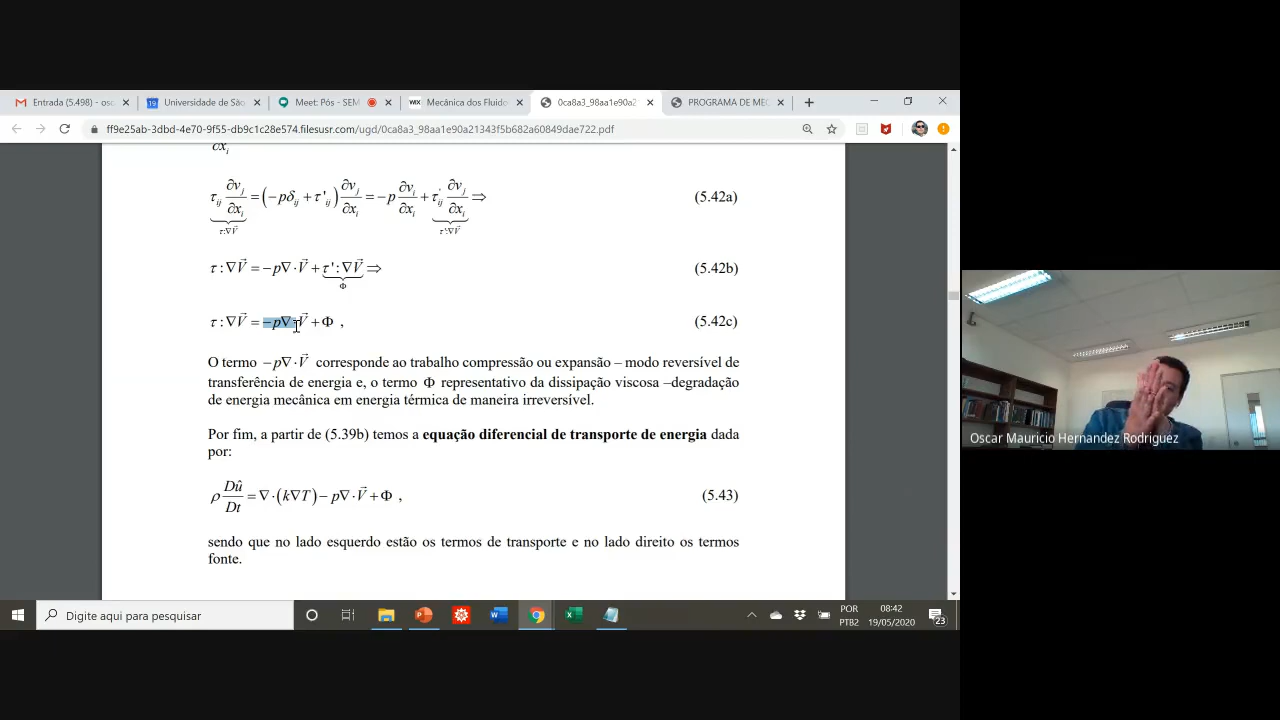 Entrada (5.498) - osc
Universidade de São
Meet: Pós - SEM
WIX Mecânica dos Fluido
0ca8a3_98aa1e90a2
PROGRAMA DE MEC
ff9e25ab-3dbd-4e70-9f65-db9c1c28e574.filesusr.com/ugd/0ca8a3_98aa1e90a21343f5b682a60849dae722.pdf
∂x_i
τ_ij ∂v_j/∂x_i = (−pδ_ij + τ'_ij) ∂v_j/∂x_i = −p ∂v_i/∂x_i + τ'_ij ∂v_j/∂x_i ⇒ (5.42a)
τ:∇V⃗ τ':∇V⃗
τ : ∇V⃗ = −p∇·V⃗ + τ' : ∇V⃗ ⇒ (5.42b)
Φ
τ : ∇V⃗ = −p∇·V⃗ + Φ , (5.42c)
O termo −p∇·V⃗ corresponde ao trabalho compressão ou expansão – modo reversível de
transferência de energia e, o termo Φ representativo da dissipação viscosa –degradação
de energia mecânica em energia térmica de maneira irreversível.
Por fim, a partir de (5.39b) temos a equação diferencial de transporte de energia dada
por:
ρ Dû/Dt = ∇·(k∇T) − p∇·V⃗ + Φ , (5.43)
sendo que no lado esquerdo estão os termos de transporte e no lado direito os termos
fonte.
Oscar Mauricio Hernandez Rodriguez
Digite aqui para pesquisar
POR
PTB2
08:42
19/05/2020
23